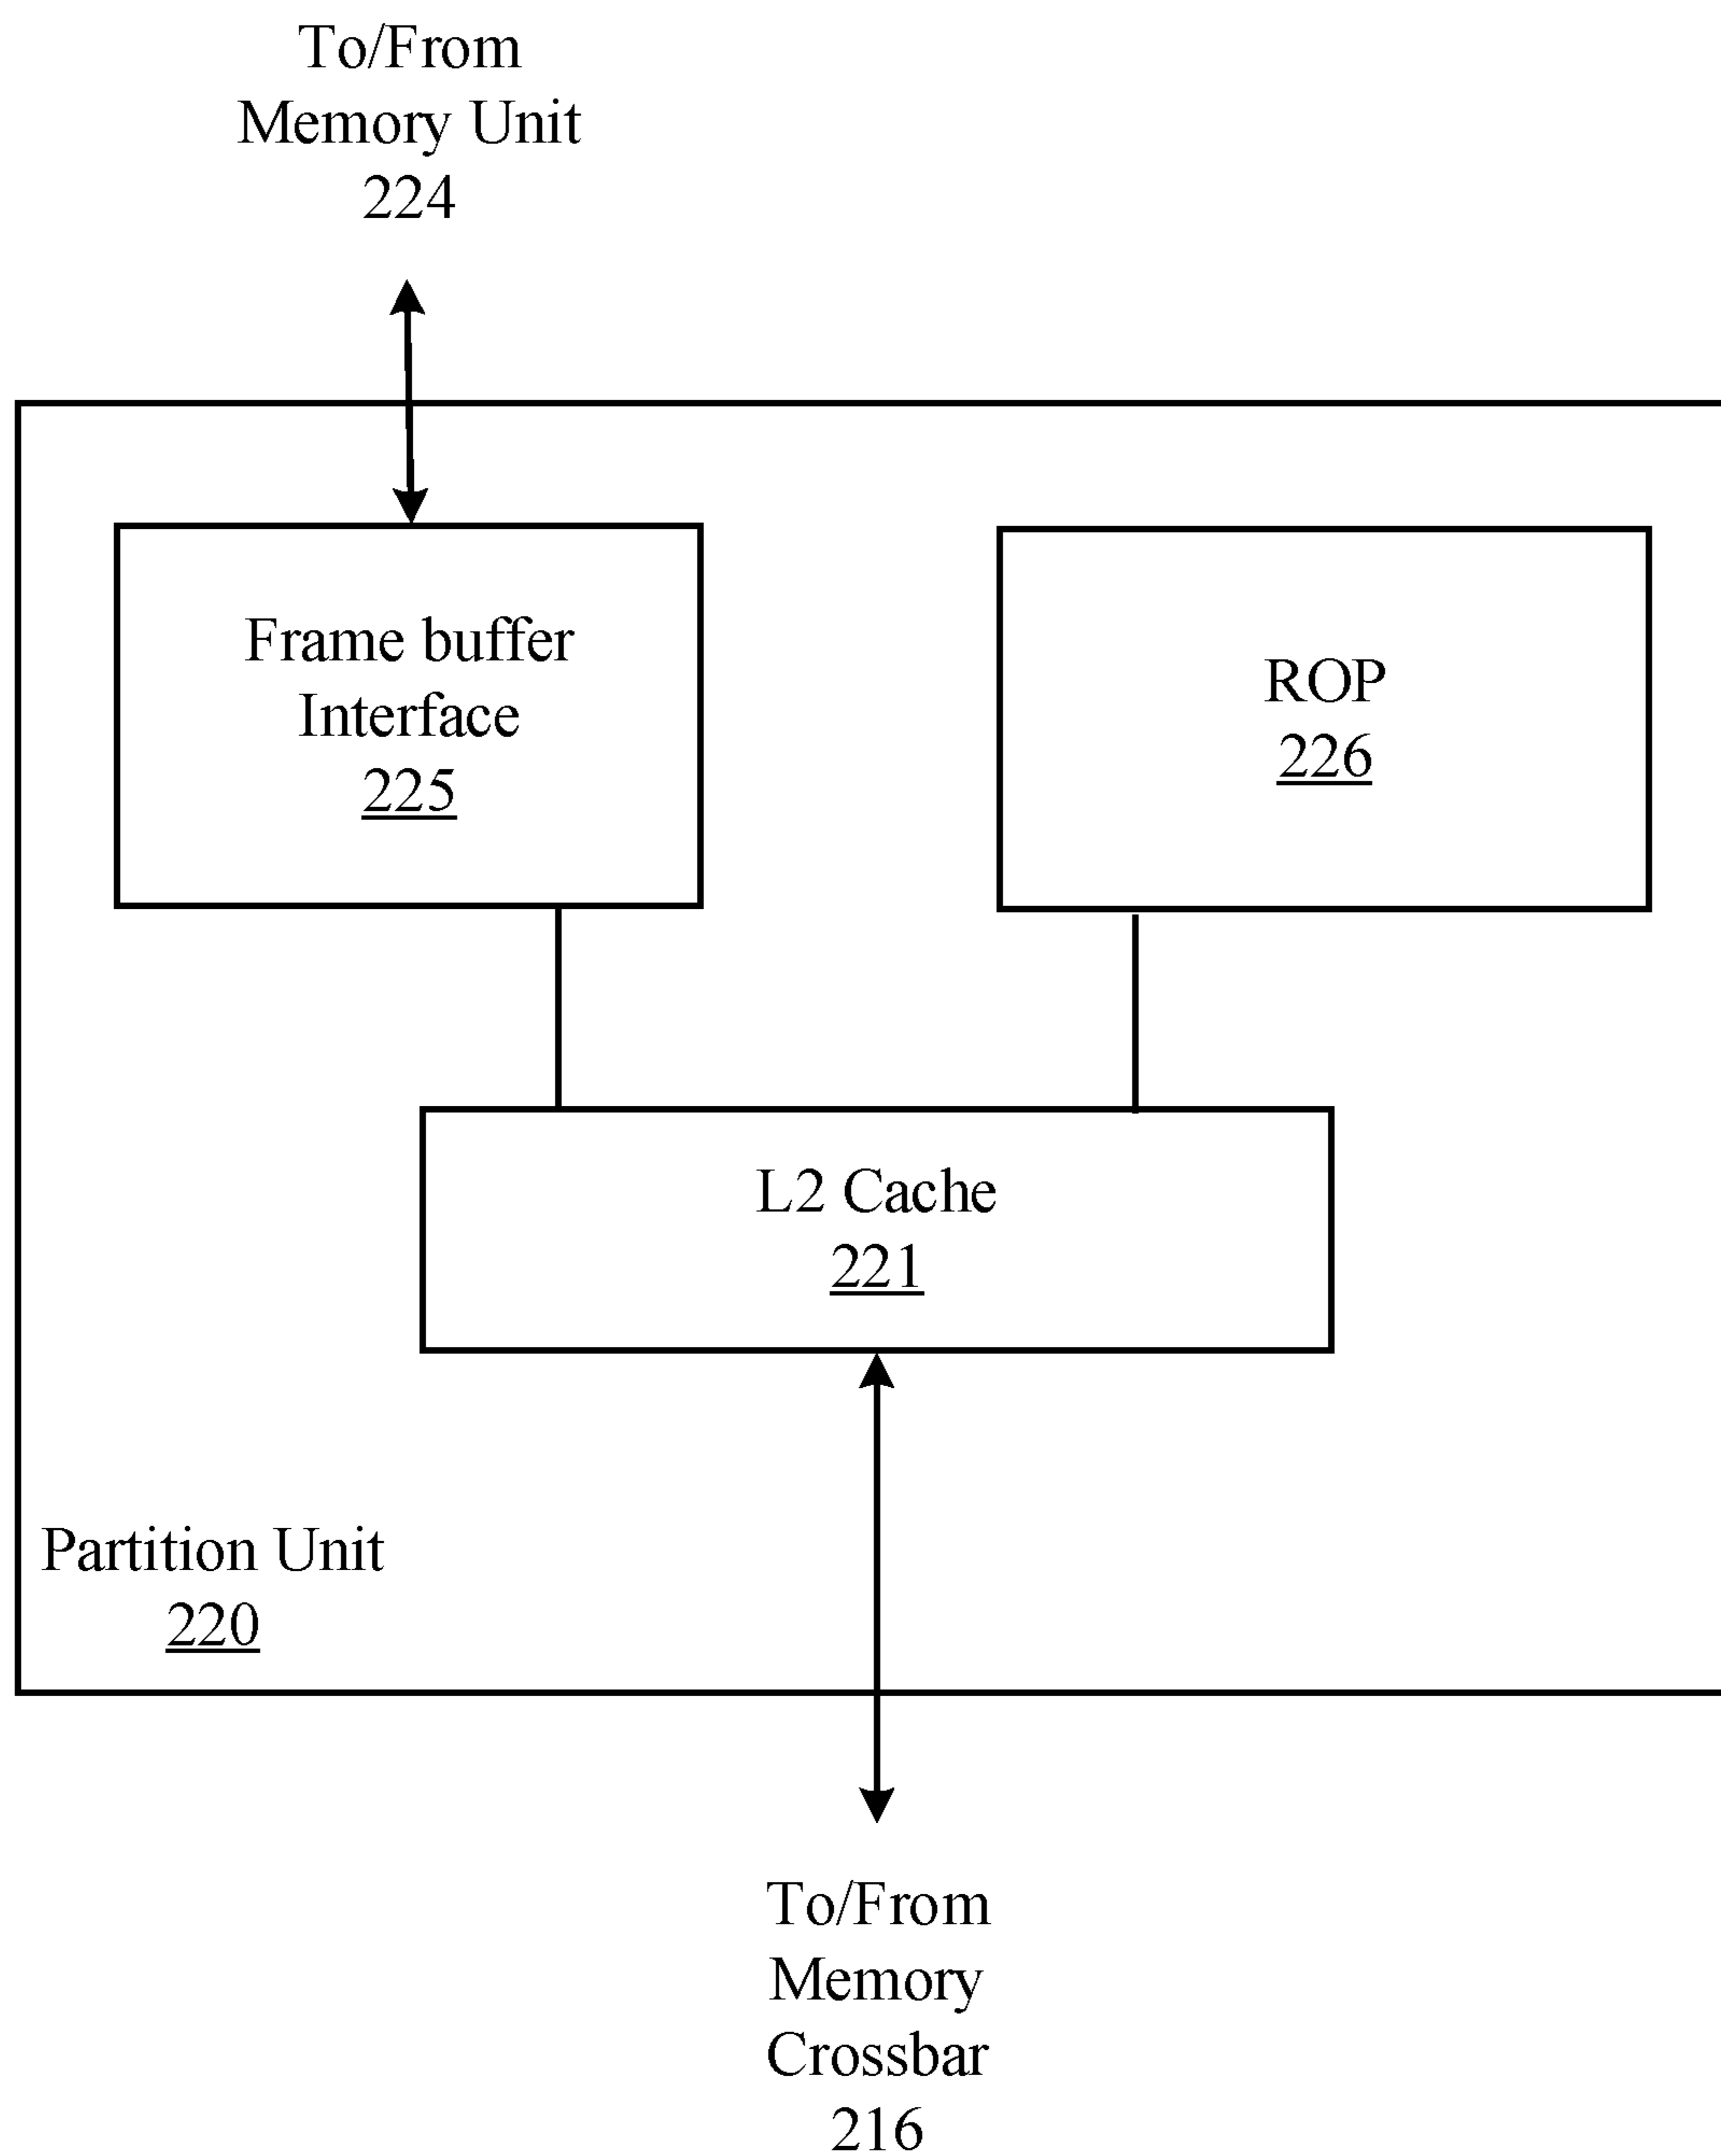 To/From
Memory Unit
224
Frame buffer
Interface
225
ROP
226
L2 Cache
221
Partition Unit
220
To/From
Memory
Crossbar
216